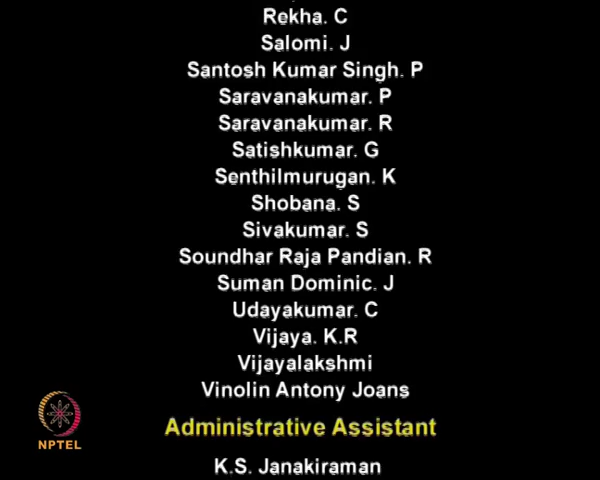 Rekha. C
Salomi. J
Santosh Kumar Singh. P
Saravanakumar. P
Saravanakumar. R
Satishkumar. G
Senthilmurugan. K
Shobana. S
Sivakumar. S
Soundhar Raja Pandian. R
Suman Dominic. J
Udayakumar. C
Vijaya. K.R
Vijayalakshmi
Vinolin Antony Joans
Administrative Assistant
NPTEL
K.S. Janakiraman